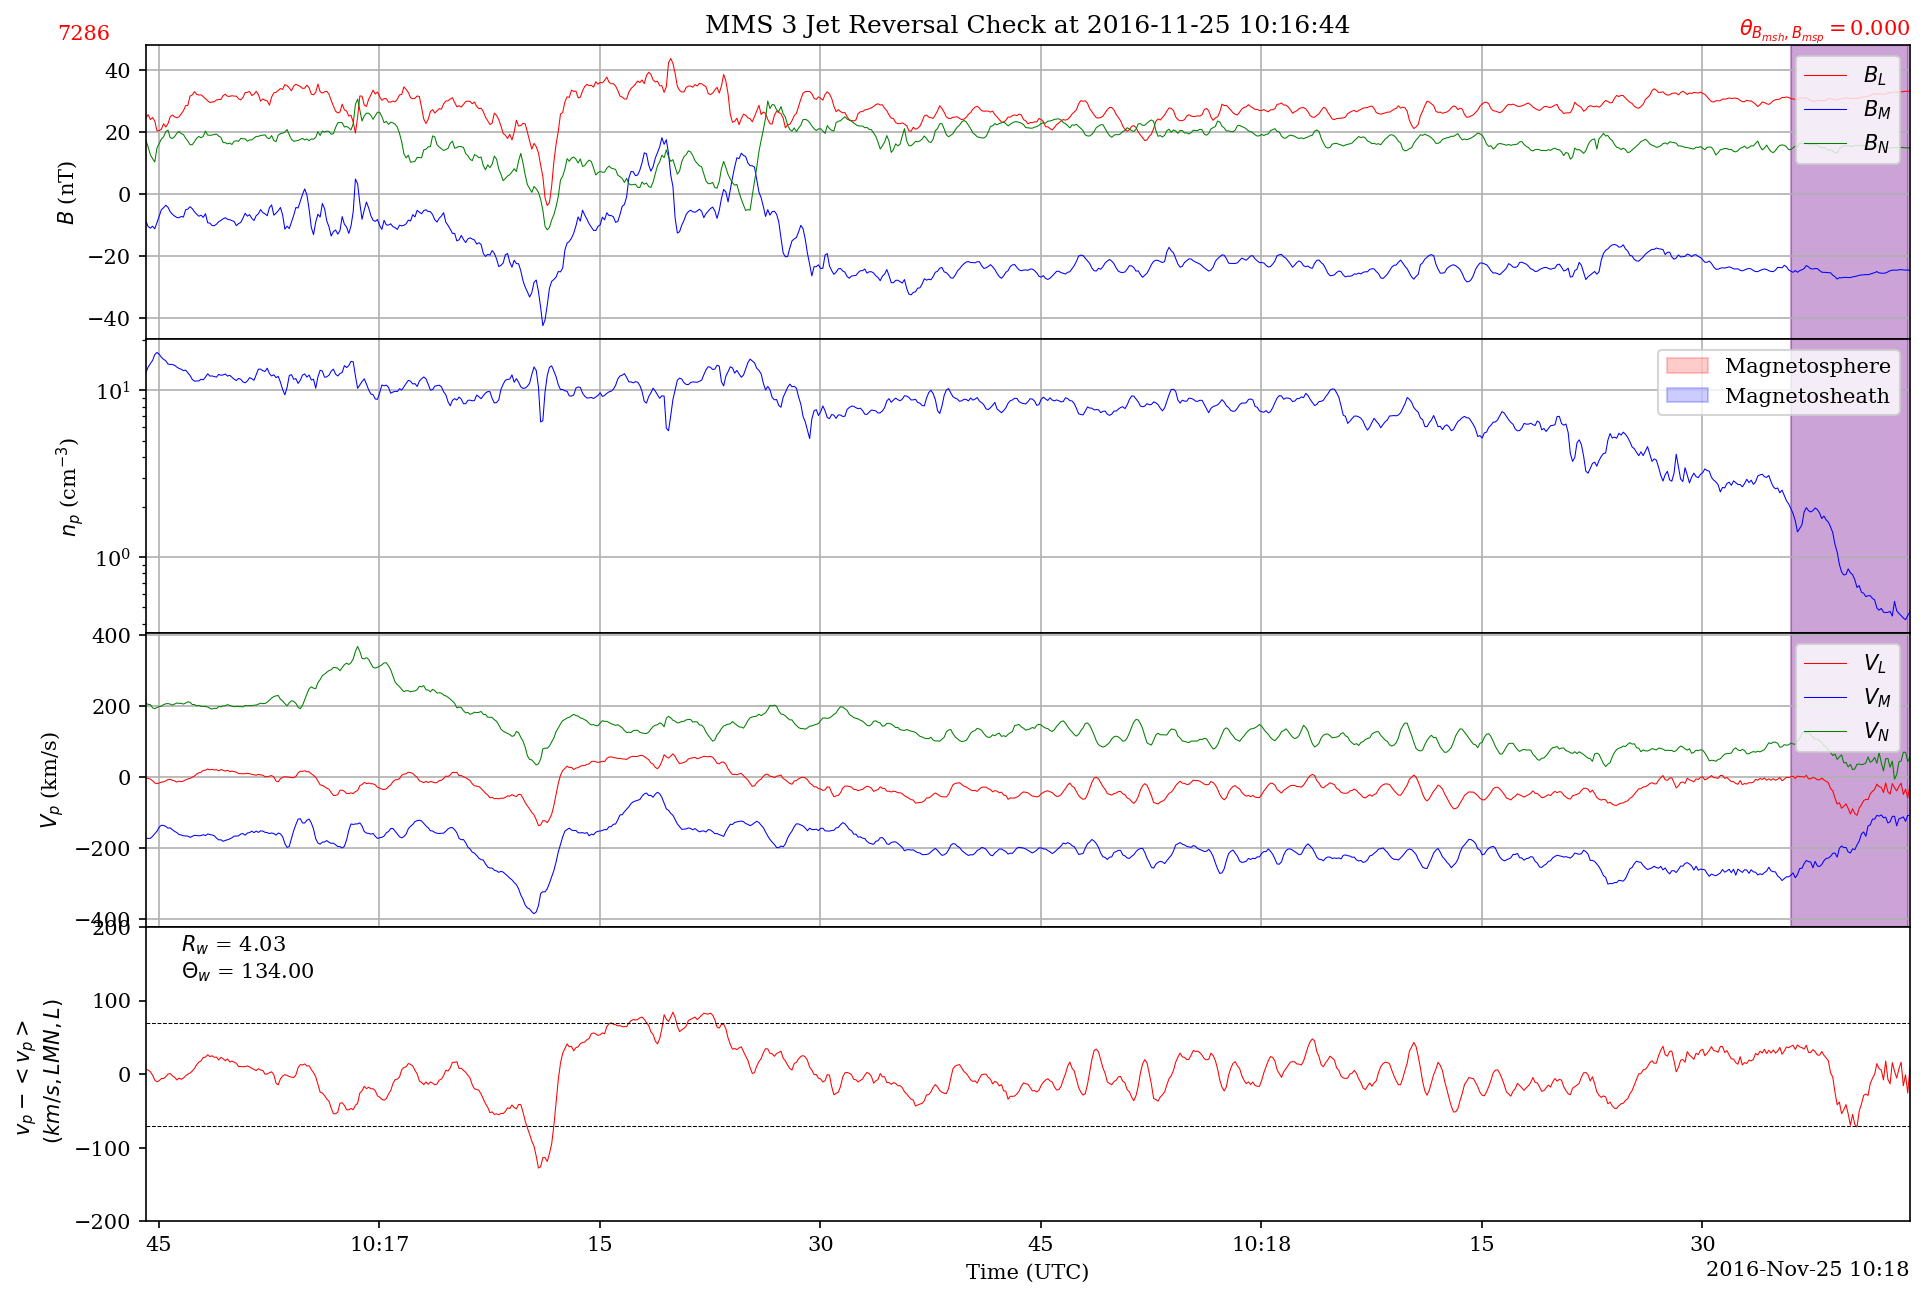 MMS 3 Jet Reversal Check at 2016-11-25 10:16:44
7286
θ_{B_{msh}, B_{msp}} = 0.000
40
20
0
−20
−40
B (nT)
B_L
B_M
B_N
10^1
10^0
n_p (cm^{−3})
Magnetosphere
Magnetosheath
400
200
0
−200
−400
V_p (km/s)
V_L
V_M
V_N
200
100
0
−100
−200
v_p − <v_p>
(km/s, LMN, L)
R_w = 4.03
Θ_w = 134.00
45
10:17
15
30
45
10:18
15
30
Time (UTC)
2016-Nov-25 10:18